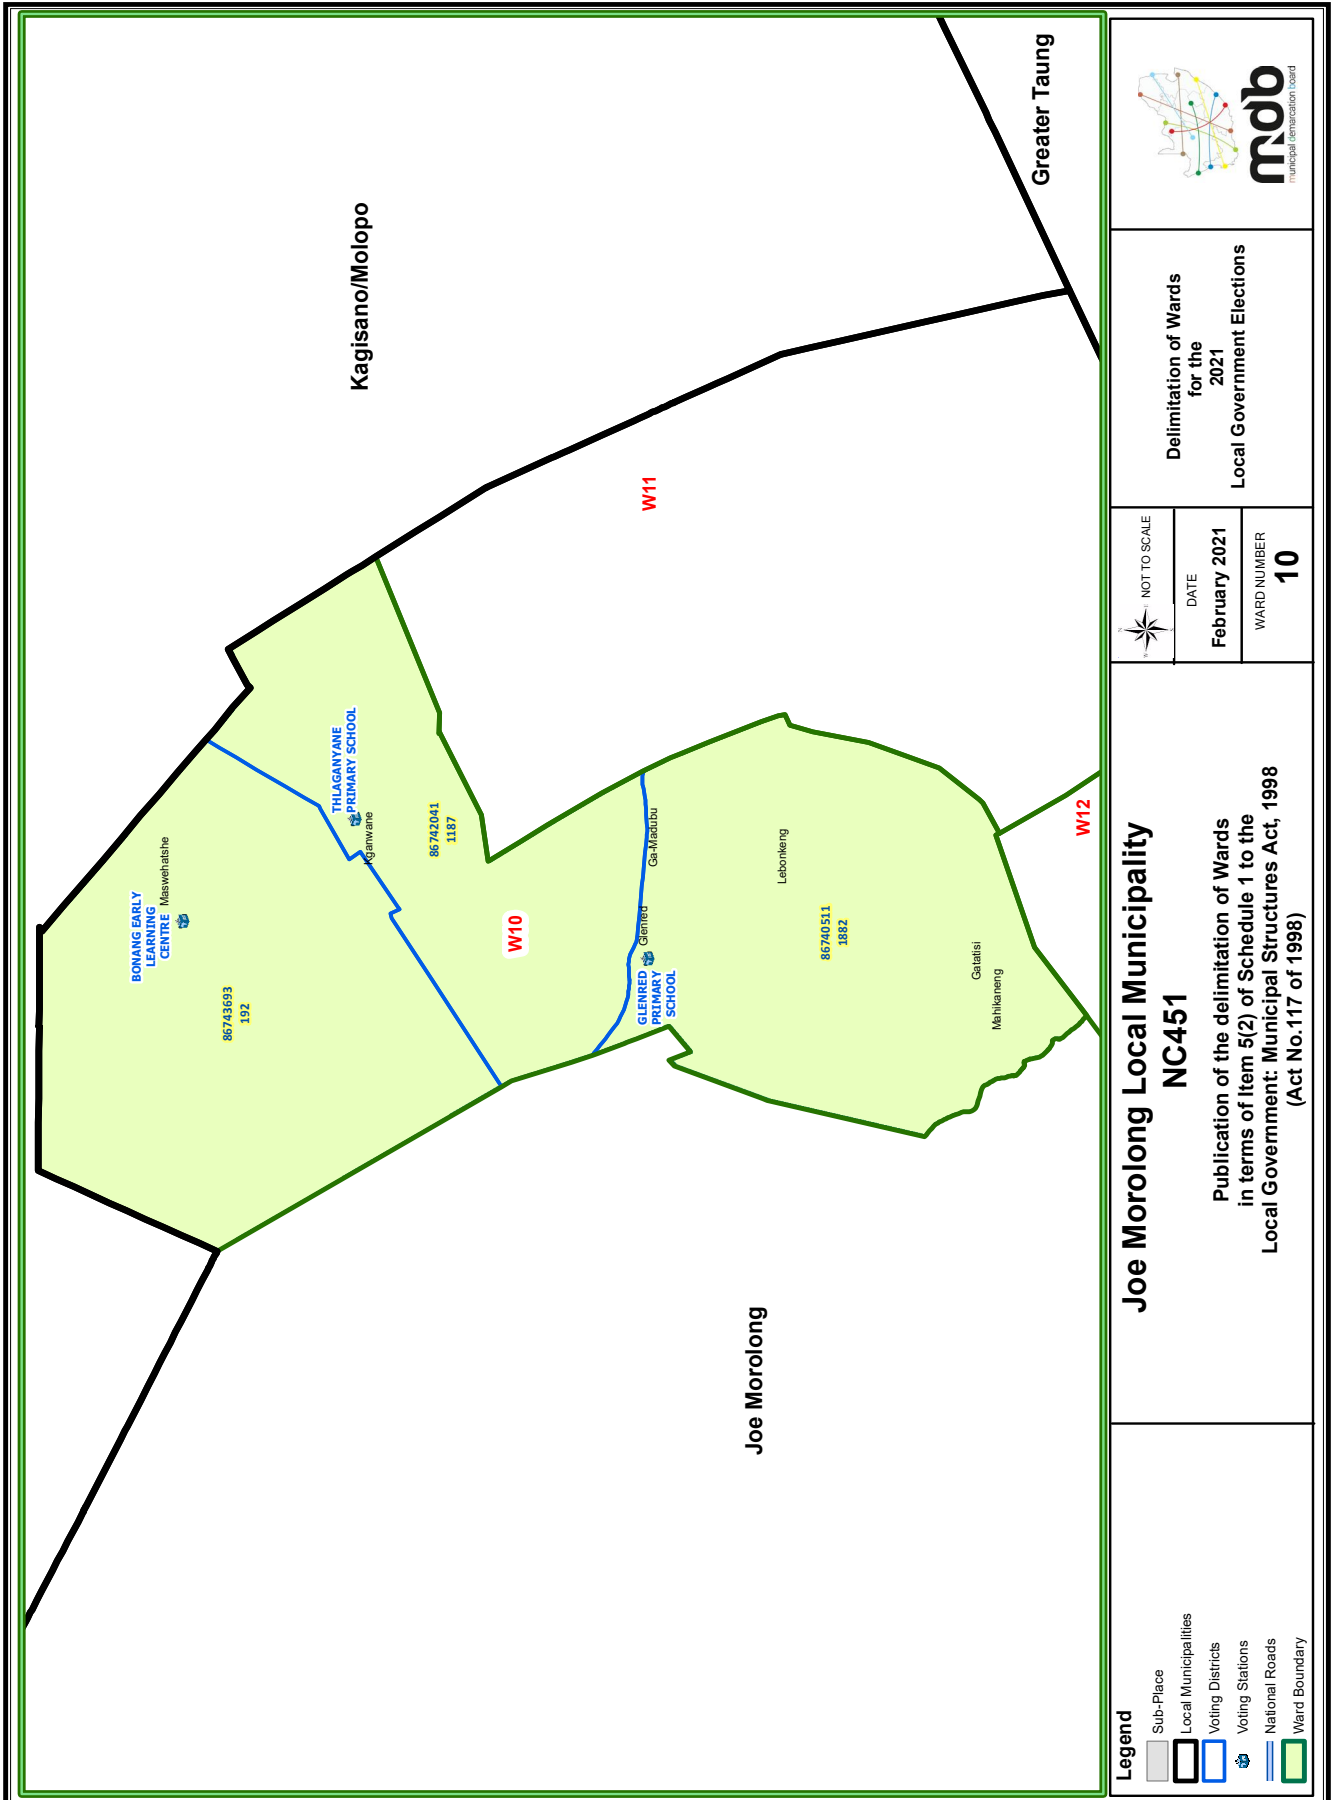 Kagisano/Molopo
Greater Taung
BONANG EARLY
LEARNING
CENTRE
Maswehatshe
86743693
192
THLAGANYANE
PRIMARY SCHOOL
Kganwane
86742041
1187
W10
W11
GLENRED
PRIMARY
SCHOOL
Glenred
Ga-Madubu
Lebonkeng
86740511
1882
Gatatisi
Mahikaneng
W12
Joe Morolong
Legend
Sub-Place
Local Municipalities
Voting Districts
Voting Stations
National Roads
Ward Boundary
Joe Morolong Local Municipality
NC451
Publication of the delimitation of Wards
in terms of Item 5(2) of Schedule 1 to the
Local Government: Municipal Structures Act, 1998
(Act No.117 of 1998)
N
W
E
S
NOT TO SCALE
DATE
February 2021
WARD NUMBER
10
Delimitation of Wards
for the
2021
Local Government Elections
mdb
municipal demarcation board